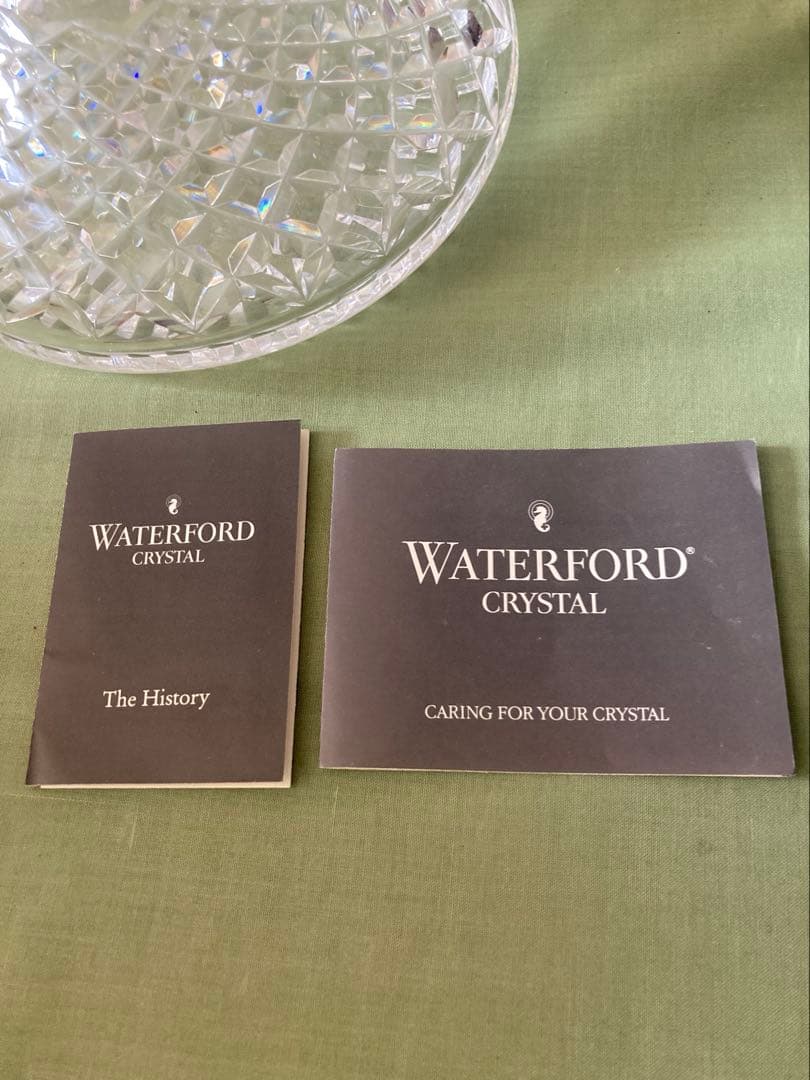 WATERFORD
CRYSTAL
The History
WATERFORD®
CRYSTAL
CARING FOR YOUR CRYSTAL